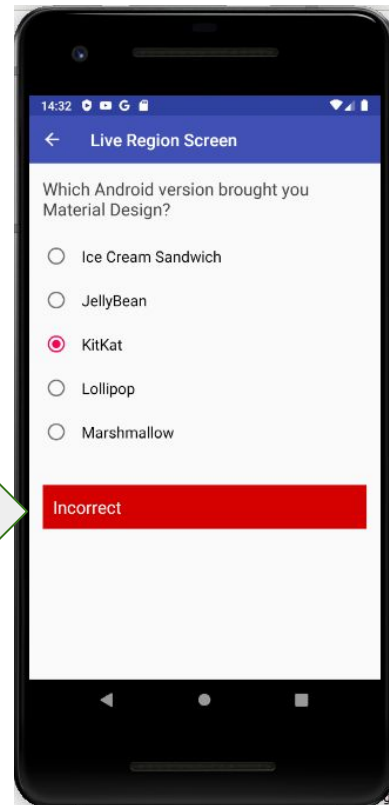 14:32 G
Live Region Screen
Which Android version brought you
Material Design?
Ice Cream Sandwich
JellyBean
KitKat
Lollipop
Marshmallow
Incorrect